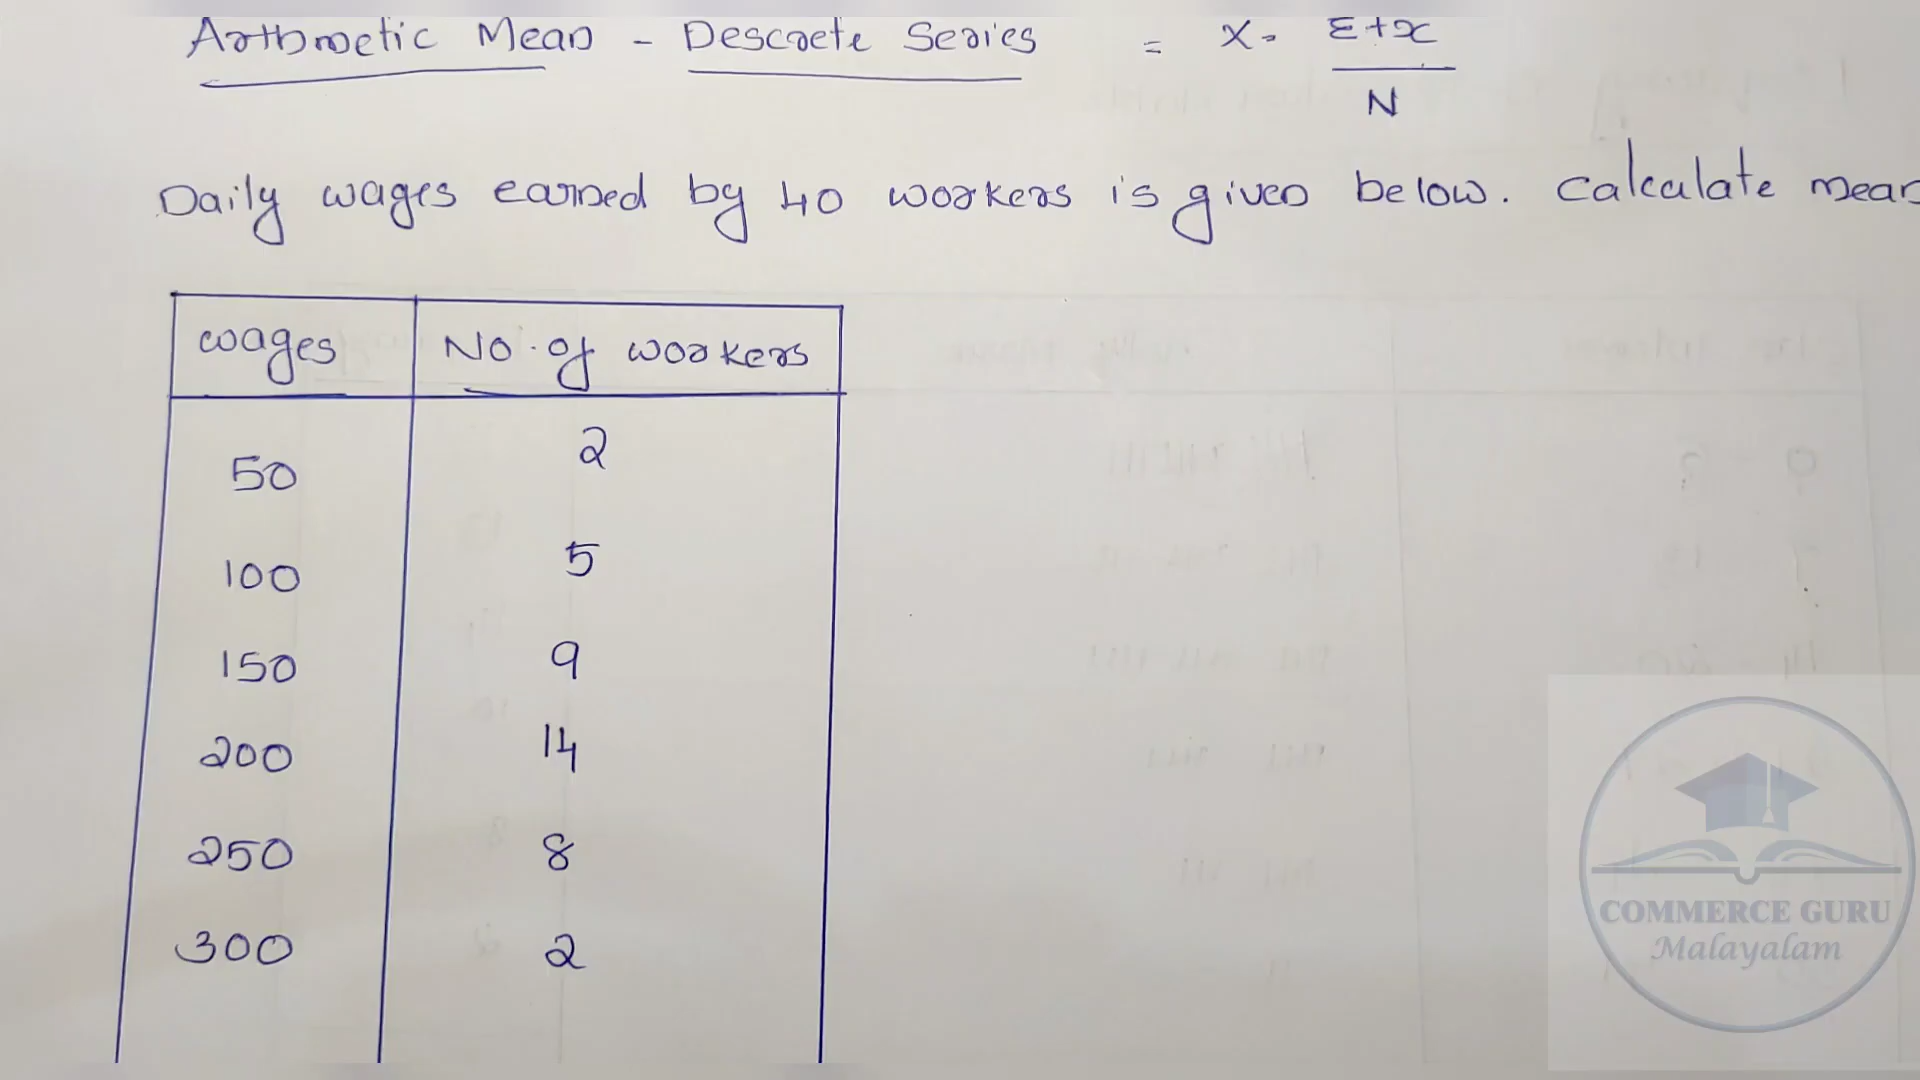 Arithmetic Mean - Descrete Series = X = Σfx
N
Daily wages earned by 40 workers is given below. Calculate mean
wages No. of workers
50 2
100 5
150 9
200 14
250 8
300 2
COMMERCE GURU
Malayalam